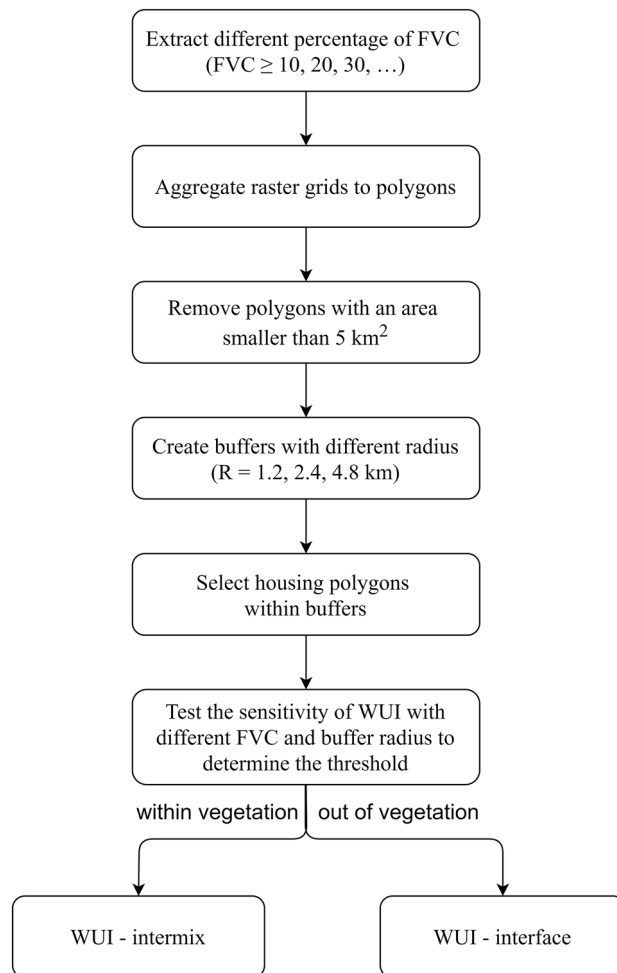 Extract different percentage of FVC
(FVC ≥ 10, 20, 30, …)
Aggregate raster grids to polygons
Remove polygons with an area
smaller than 5 km²
Create buffers with different radius
(R = 1.2, 2.4, 4.8 km)
Select housing polygons
within buffers
Test the sensitivity of WUI with
different FVC and buffer radius to
determine the threshold
within vegetation
out of vegetation
WUI - intermix
WUI - interface